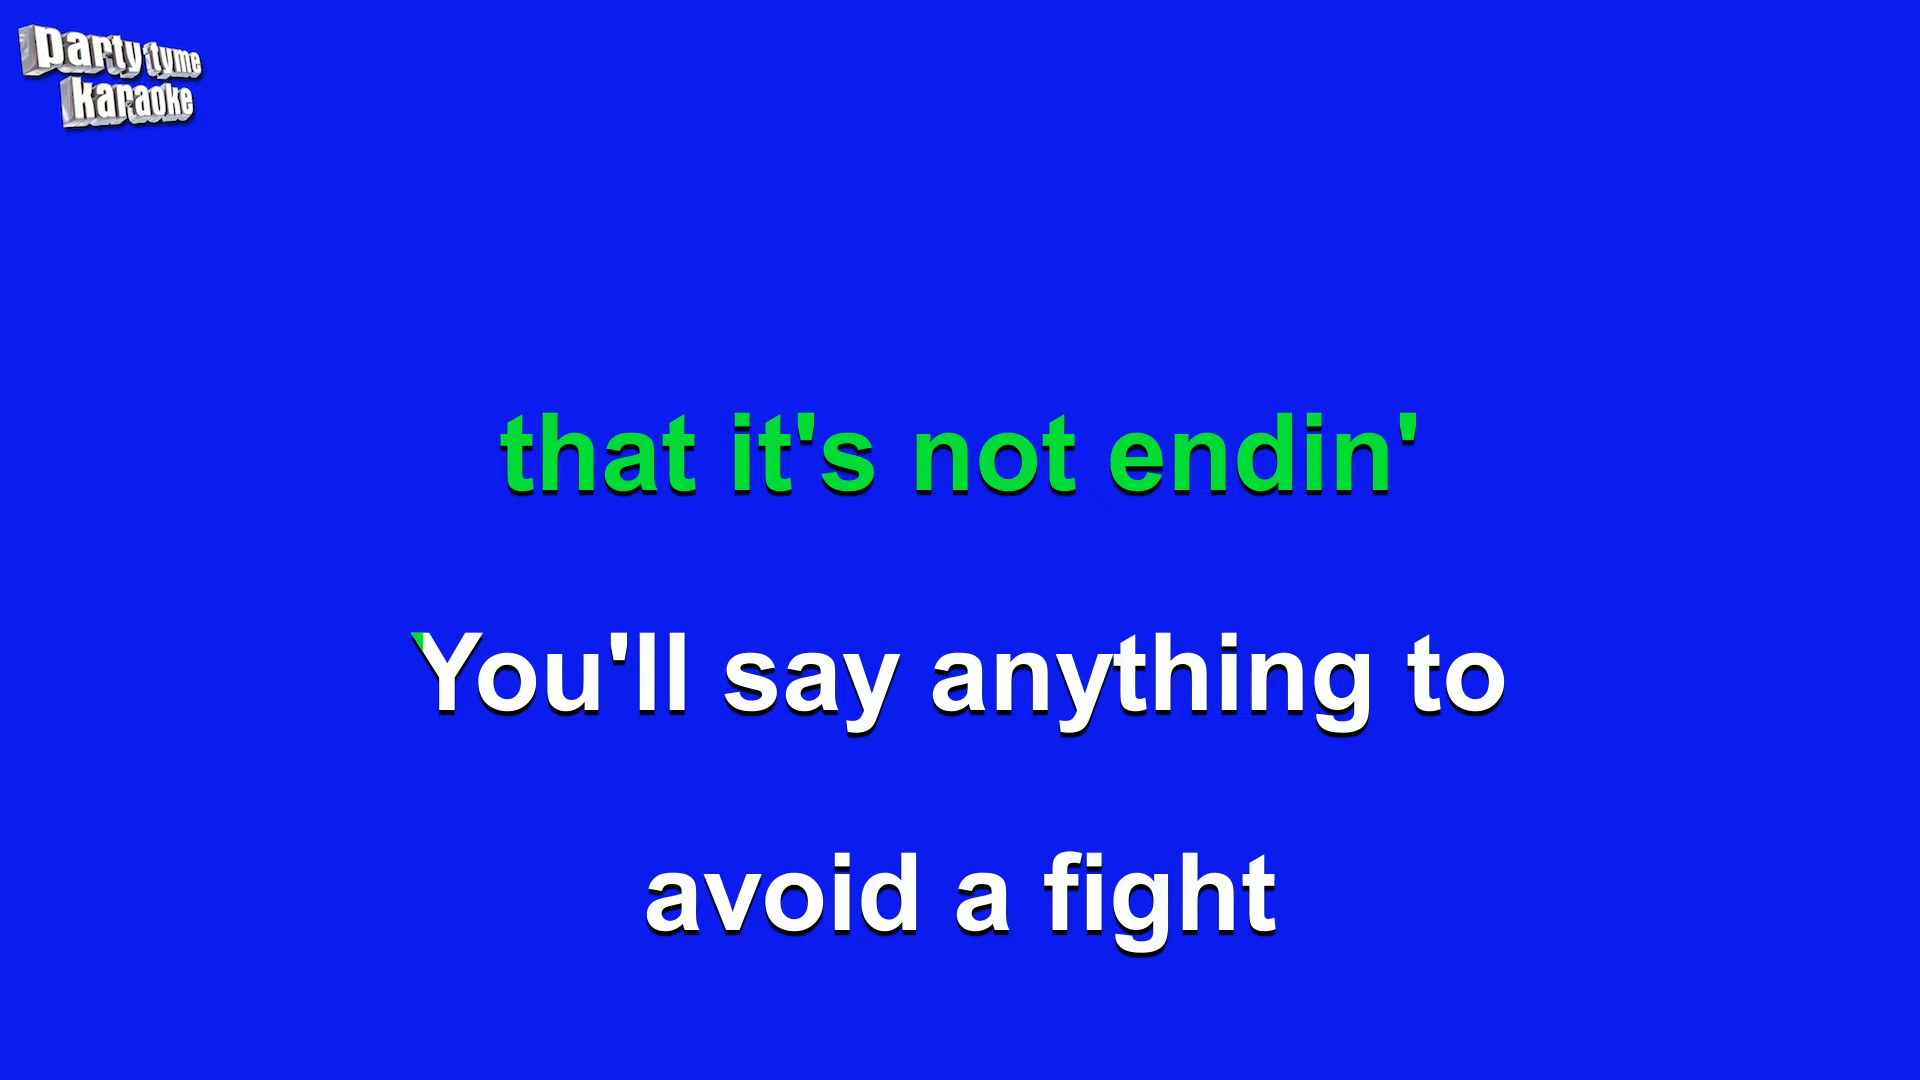 party tyme
karaoke
that it's not endin'
You'll say anything to
avoid a fight